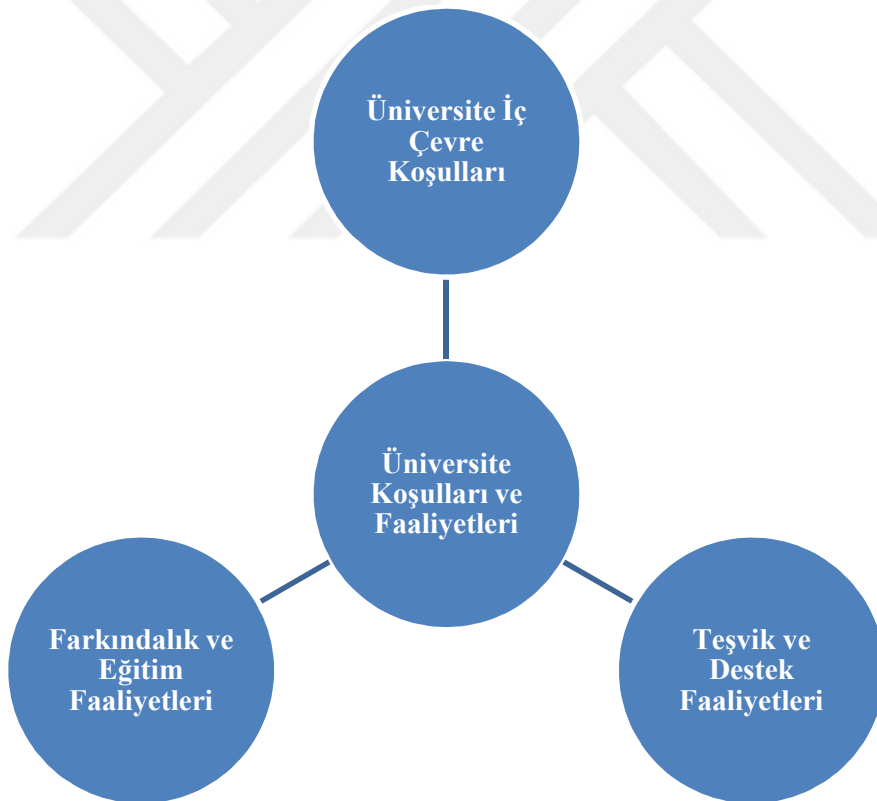 Üniversite İç
Çevre
Koşulları
Üniversite
Koşulları ve
Faaliyetleri
Farkındalık ve
Eğitim
Faaliyetleri
Teşvik ve
Destek
Faaliyetleri